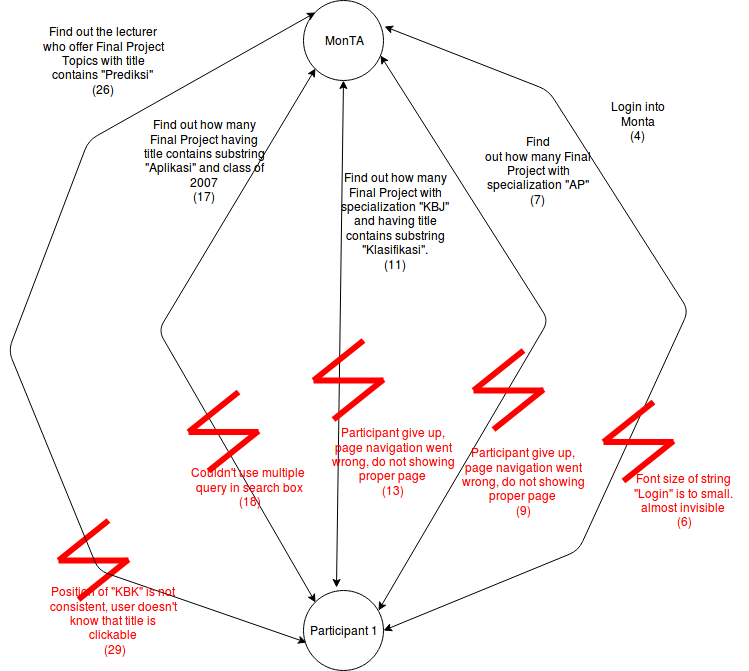 MonTA
Find out the lecturer
who offer Final Project
Topics with title
contains "Prediksi"
(26)
Find out how many
Final Project having
title contains substring
"Aplikasi" and class of
2007
(17)
Find out how many
Final Project with
specialization "KBJ"
and having title
contains substring
"Klasifikasi".
(11)
Find
out how many Final
Project with
specialization "AP"
(7)
Login into
Monta
(4)
Position of "KBK" is not
consistent, user doesn't
know that title is
clickable
(29)
Couldn't use multiple
query in search box
(18)
Participant give up,
page navigation went
wrong, do not showing
proper page
(13)
Participant give up,
page navigation went
wrong, do not showing
proper page
(9)
Font size of string
"Login" is to small.
almost invisible
(6)
Participant 1